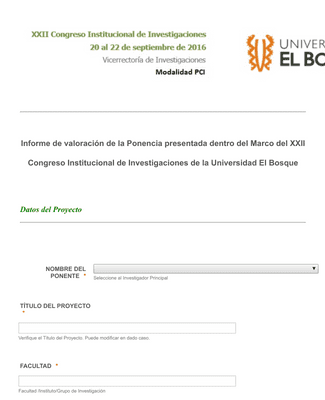 XXII Congreso Institucional de Investigaciones
20 al 22 de septiembre de 2016
Vicerrectoría de Investigaciones
Modalidad PCI
UNIVER
EL BO
Informe de valoración de la Ponencia presentada dentro del Marco del XXII
Congreso Institucional de Investigaciones de la Universidad El Bosque
Datos del Proyecto
NOMBRE DEL
PONENTE *
Seleccione al Investigador Principal
TÍTULO DEL PROYECTO
*
Verifique el Título del Proyecto. Puede modificar en dado caso.
FACULTAD *
Facultad /Instituto/Grupo de Investigación